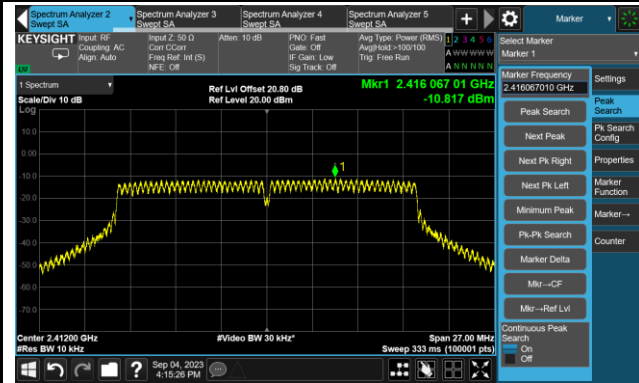 Spectrum Analyzer 2
Swept SA
Spectrum Analyzer 3
Swept SA
Spectrum Analyzer 4
Swept SA
Spectrum Analyzer 5
Swept SA
+
Marker
KEYSIGHT
Input: RF
Coupling: AC
Align: Auto
Input Z: 50 Ω
Corr CCorr
Freq Ref: Int (S)
NFE: Off
Atten: 10 dB
PNO: Fast
Gate: Off
IF Gain: Low
Sig Track: Off
Avg Type: Power (RMS)
Avg|Hold:>100/100
Trig: Free Run
1 2 3 4 5 6
A W W W W W
A N N N N N
Select Marker
Marker 1
1 Spectrum
Scale/Div 10 dB
Log
Ref Lvl Offset 20.80 dB
Ref Level 20.00 dBm
Mkr1 2.416 067 01 GHz
-10.817 dBm
10.0
0.00
-10.0
-20.0
-30.0
-40.0
-50.0
-60.0
-70.0
1
Center 2.41200 GHz
#Res BW 10 kHz
#Video BW 30 kHz*
Span 27.00 MHz
Sweep 333 ms (100001 pts)
Marker Frequency
2.416067010 GHz
Peak Search
Next Peak
Next Pk Right
Next Pk Left
Minimum Peak
Pk-Pk Search
Marker Delta
Mkr→CF
Mkr→Ref Lvl
Continuous Peak
Search
On
Off
Settings
Peak
Search
Pk Search
Config
Properties
Marker
Function
Marker→
Counter
Sep 04, 2023
4:15:26 PM